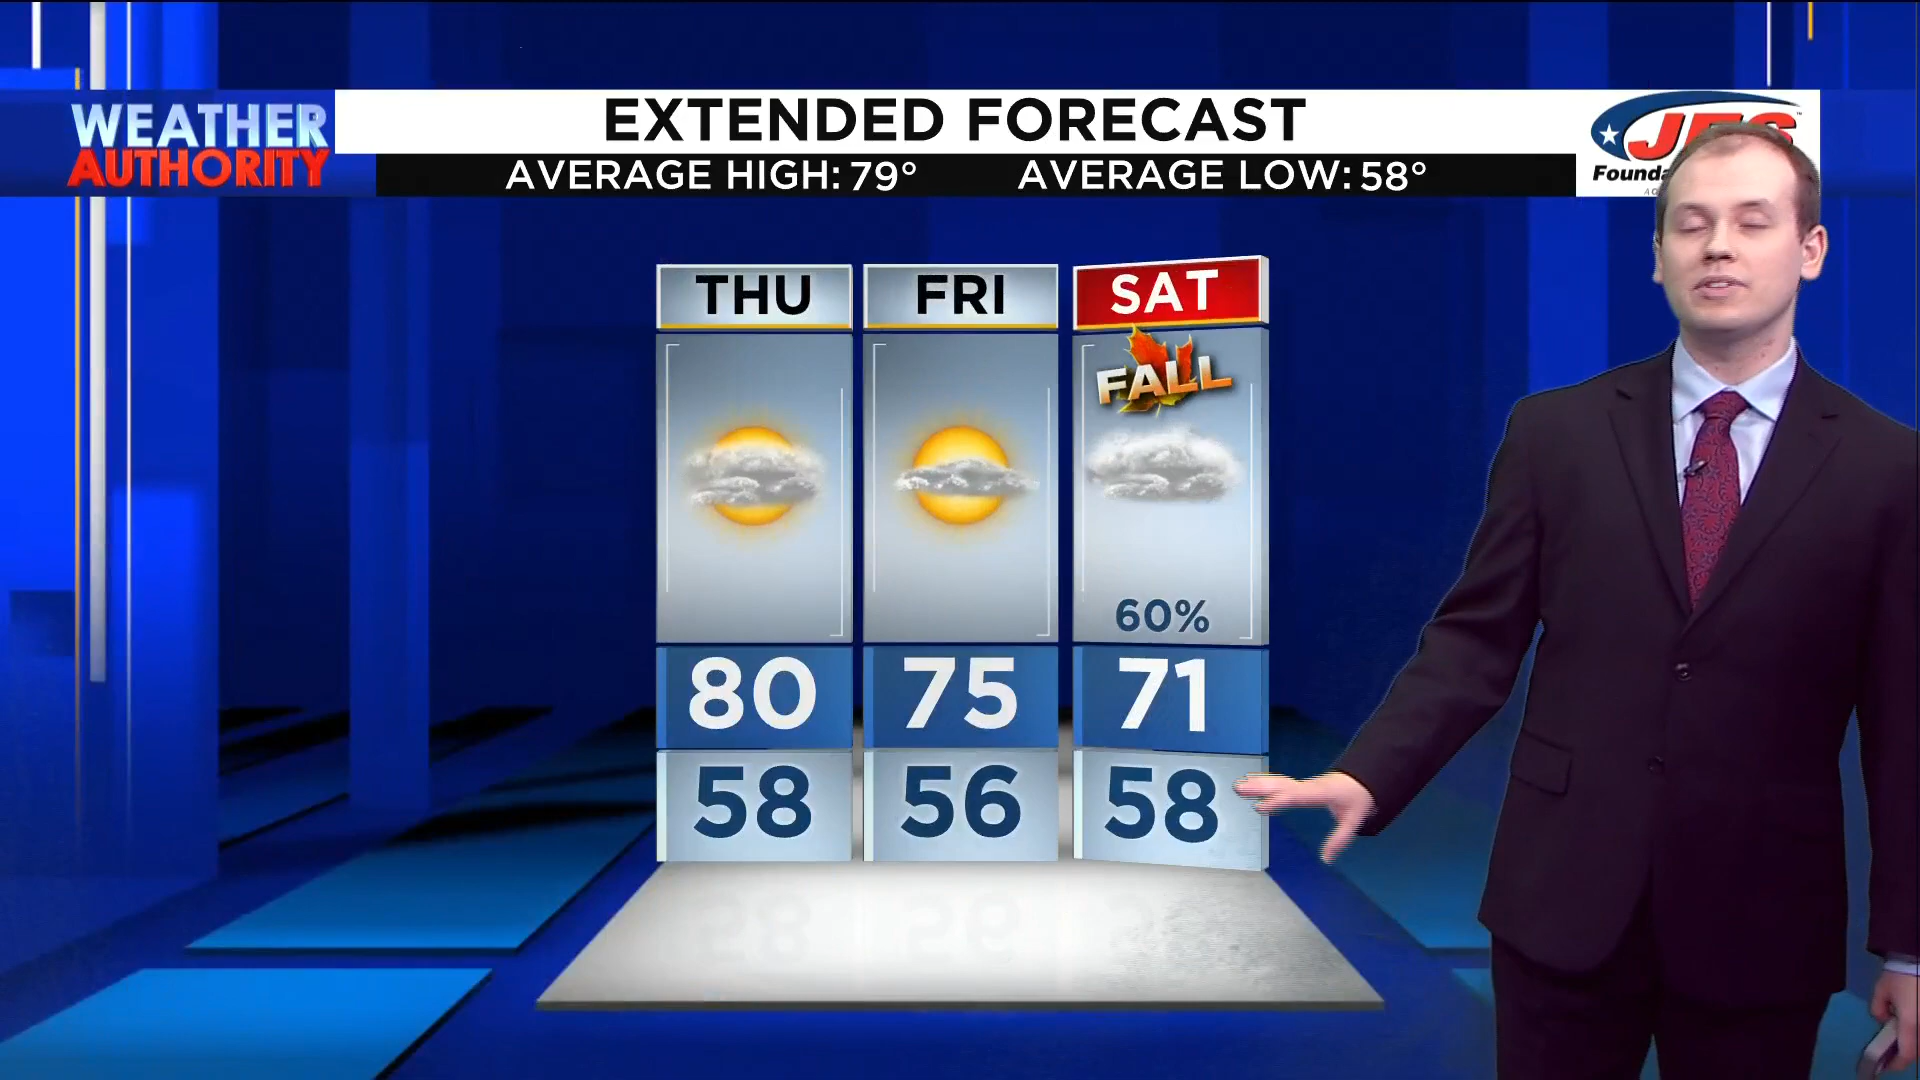 WEATHER
AUTHORITY
EXTENDED FORECAST
AVERAGE HIGH: 79° AVERAGE LOW: 58°
THU FRI SAT
FALL
60%
80 75 71
58 56 58